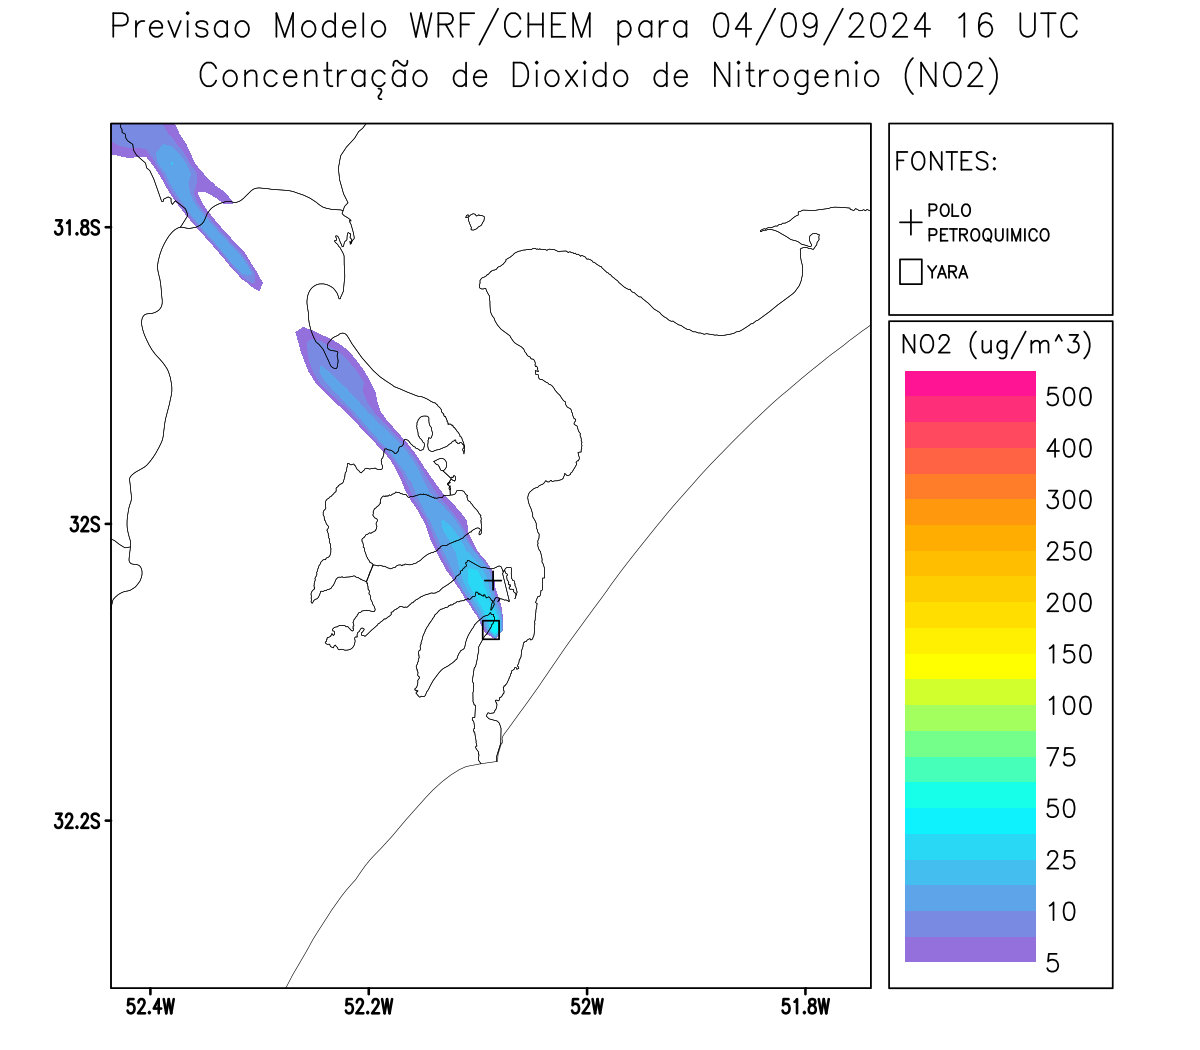 Previsao Modelo WRF/CHEM para 04/09/2024 16 UTC
Concentração de Dioxido de Nitrogenio (NO2)
FONTES:
POLO
PETROQUIMICO
YARA
NO2 (ug/m^3)
500
400
300
250
200
150
100
75
50
25
10
5
31.8S
32S
32.2S
52.4W
52.2W
52W
51.8W